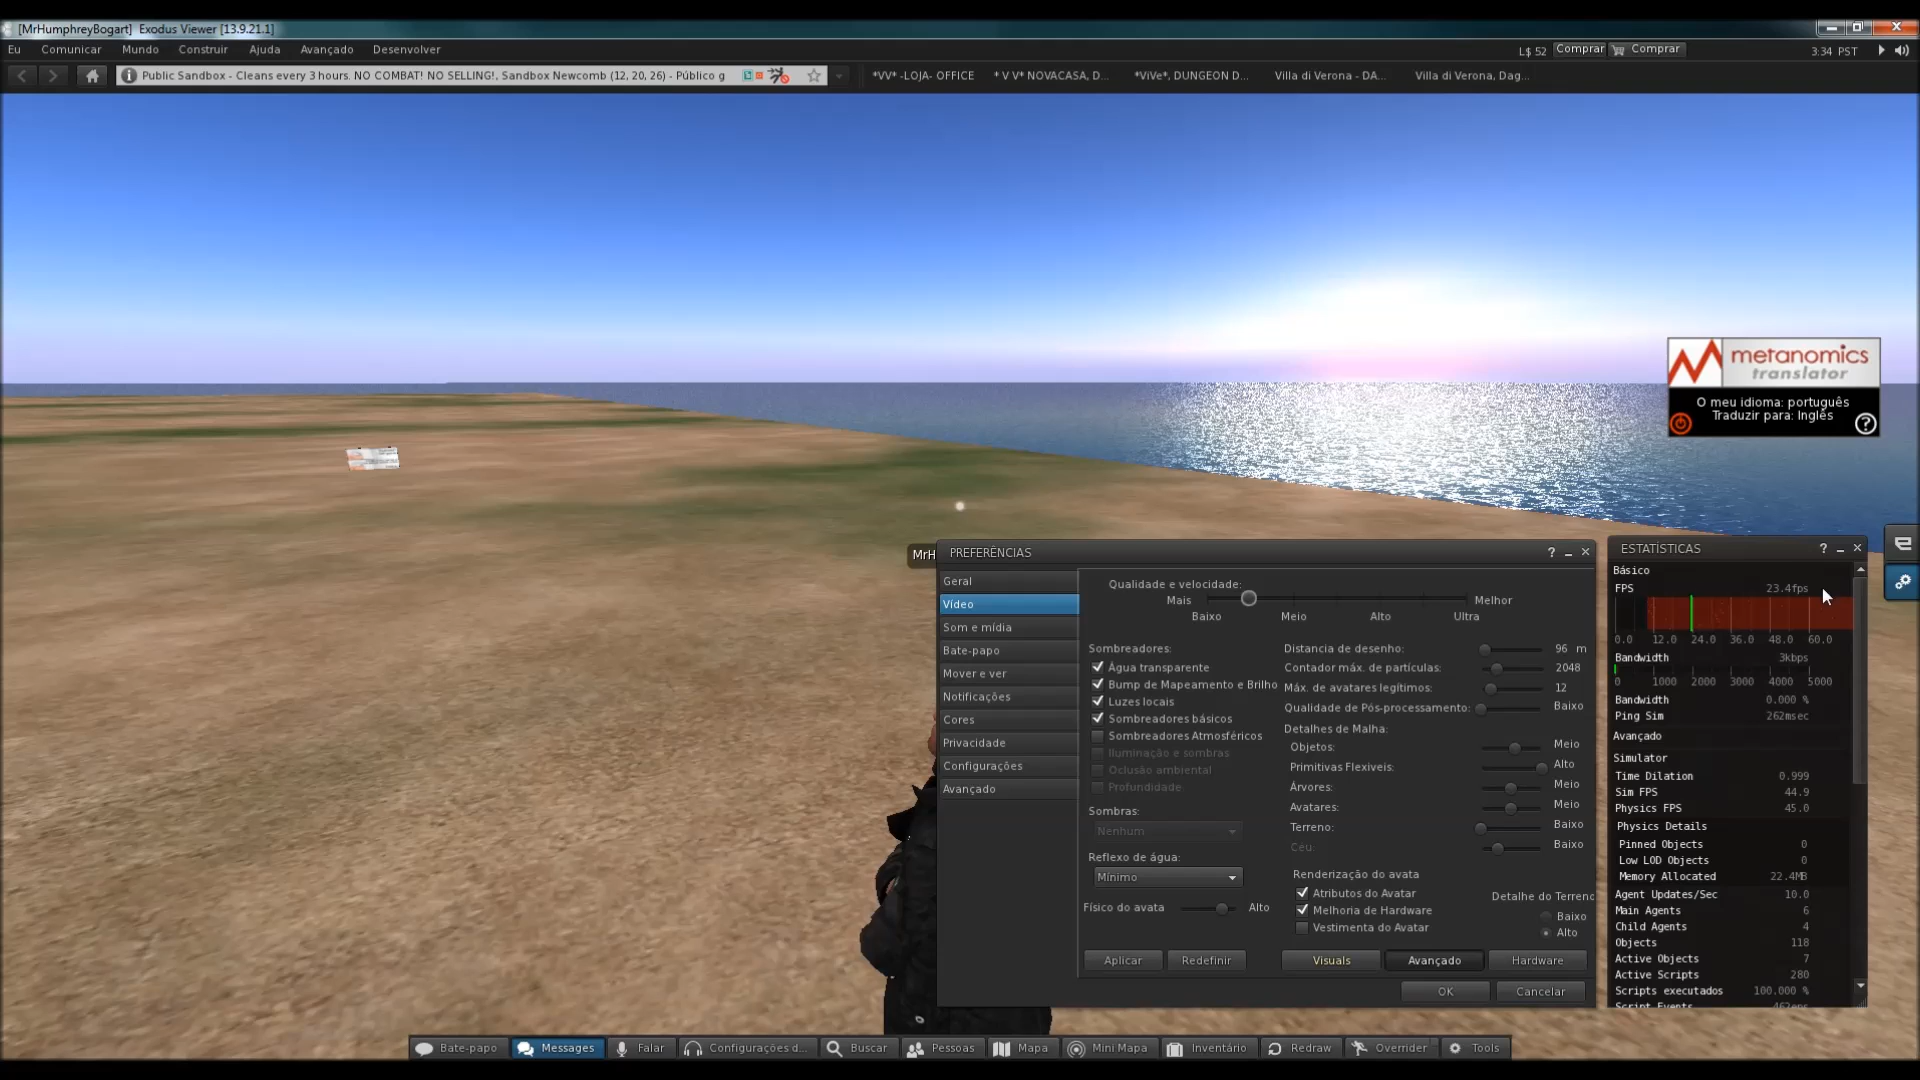 [MrHumphreyBogart] Exodus Viewer [13.9.21.1]
Eu Comunicar Mundo Construir Ajuda Avançado Desenvolver
L$ 52 Comprar Comprar 3:34 PST
Public Sandbox - Cleans every 3 hours. NO COMBAT! NO SELLING!, Sandbox Newcomb (12, 20, 26) - Público g
*VV* -LOJA- OFFICE * V V* NOVACASA, D... *ViVe*, DUNGEON D... Villa di Verona - DA... Villa di Verona, Dag...
metanomics
translator
O meu idioma: português
Traduzir para: Inglês
?
MrH
PREFERÊNCIAS
Geral
Vídeo
Som e mídia
Bate-papo
Mover e ver
Notificações
Cores
Privacidade
Configurações
Avançado
Qualidade e velocidade:
Mais Melhor
Baixo Meio Alto Ultra
Sombreadores:
Água transparente
Bump de Mapeamento e Brilho
Luzes locais
Sombreadores básicos
Sombreadores Atmosféricos
Iluminação e sombras
Oclusão ambiental
Profundidade
Sombras:
Nenhum
Reflexo de água:
Mínimo
Físico do avata Alto
Distancia de desenho: 96 m
Contador máx. de partículas: 2048
Máx. de avatares legítimos: 12
Qualidade de Pós-processamento: Baixo
Detalhes de Malha:
Objetos: Meio
Primitivas Flexiveis: Alto
Árvores: Meio
Avatares: Meio
Terreno: Baixo
Céu: Baixo
Renderização do avata
Atributos do Avatar
Melhoria de Hardware
Vestimenta do Avatar
Detalhe do Terreno
Baixo
Alto
Aplicar Redefinir Visuals Avançado Hardware
OK Cancelar
ESTATÍSTICAS
Básico
FPS 23.4fps
0.0 12.0 24.0 36.0 48.0 60.0
Bandwidth 3kbps
0 1000 2000 3000 4000 5000
Bandwidth 0.000 %
Ping Sim 262msec
Avançado
Simulator
Time Dilation 0.999
Sim FPS 44.9
Physics FPS 45.0
Physics Details
Pinned Objects 0
Low LOD Objects 0
Memory Allocated 22.4MB
Agent Updates/Sec 10.0
Main Agents 6
Child Agents 4
Objects 118
Active Objects 7
Active Scripts 280
Scripts executados 100.000 %
Script Events 462eps
Bate-papo Messages Falar Configurações d... Buscar Pessoas Mapa Mini Mapa Inventário Redraw Overrider Tools